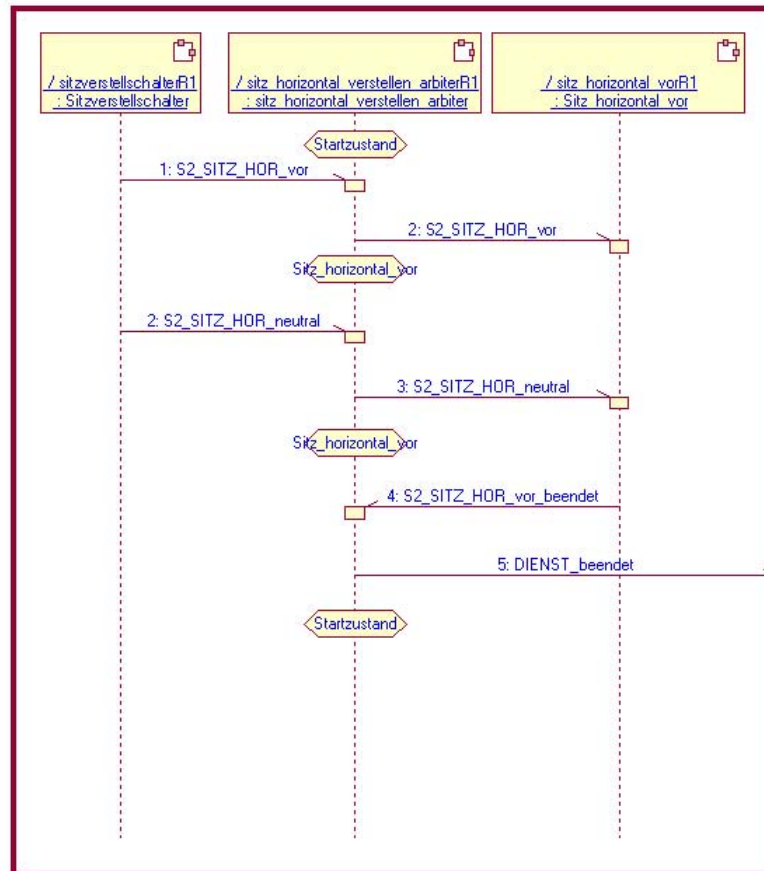 / sitzverstellschalterR1
: Sitzverstellschalter
/ sitz_horizontal_verstellen_arbiterR1
: sitz_horizontal_verstellen_arbiter
/ sitz_horizontal_vorR1
: Sitz_horizontal_vor
Startzustand
1: S2_SITZ_HOR_vor
2: S2_SITZ_HOR_vor
Sitz_horizontal_vor
2: S2_SITZ_HOR_neutral
3: S2_SITZ_HOR_neutral
Sitz_horizontal_vor
4: S2_SITZ_HOR_vor_beendet
5: DIENST_beendet
Startzustand